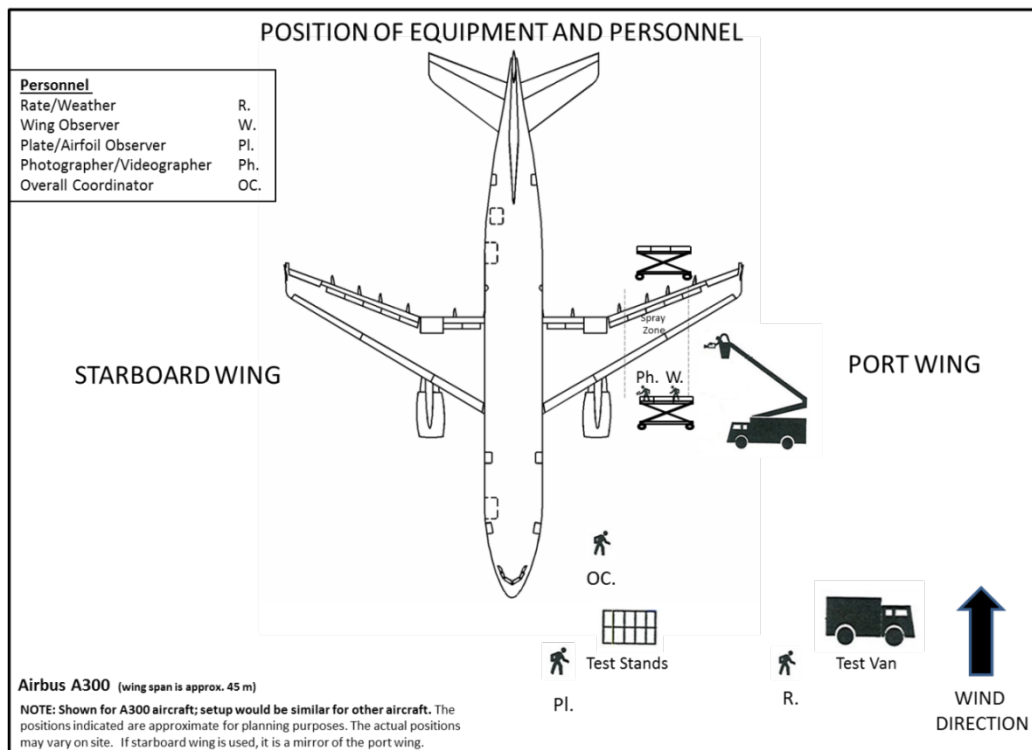 POSITION OF EQUIPMENT AND PERSONNEL
Personnel
Rate/Weather R.
Wing Observer W.
Plate/Airfoil Observer Pl.
Photographer/Videographer Ph.
Overall Coordinator OC.
Spray
Zone
STARBOARD WING
Ph. W.
PORT WING
OC.
Test Stands
Test Van
Pl.
R.
WIND
DIRECTION
Airbus A300 (wing span is approx. 45 m)
NOTE: Shown for A300 aircraft; setup would be similar for other aircraft. The
positions indicated are approximate for planning purposes. The actual positions
may vary on site. If starboard wing is used, it is a mirror of the port wing.